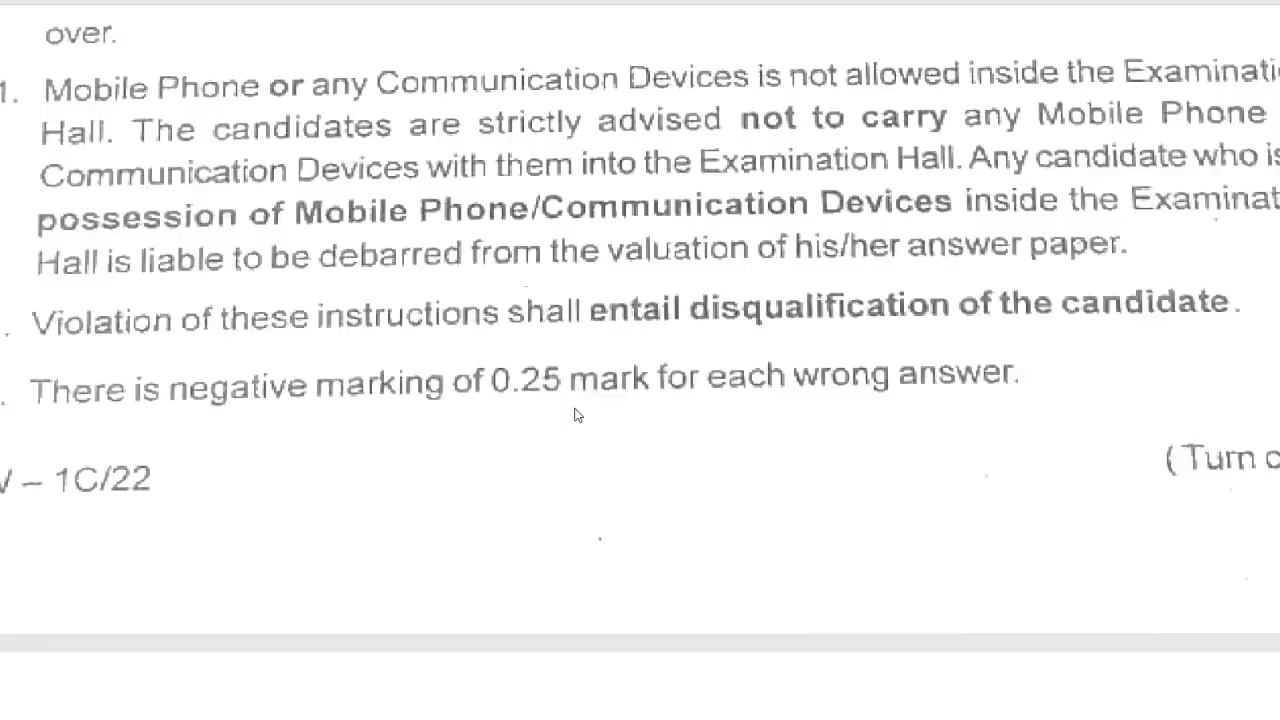 over.
1. Mobile Phone or any Communication Devices is not allowed inside the
Hall. The candidates are strictly advised not to carry any Mobile Phone
Communication Devices with them into the Examination Hall. Any candidate who
possession of Mobile Phone/Communication Devices inside the
Hall is liable to be debarred from the valuation of his/her answer paper.
. Violation of these instructions shall entail disqualification of the candidate.
. There is negative marking of 0.25 mark for each wrong answer.
– 1C/22
( Turn